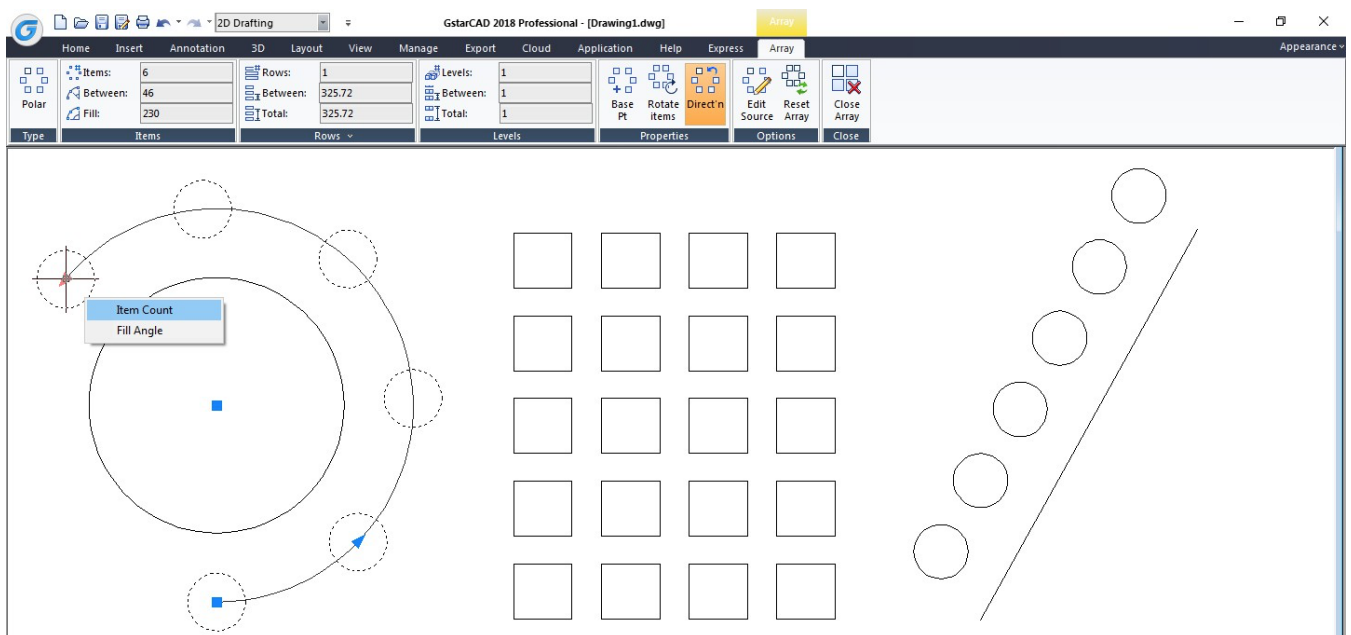 2D Drafting
GstarCAD 2018 Professional - [Drawing1.dwg]
Array
Home Insert Annotation 3D Layout View Manage Export Cloud Application Help Express Array Appearance
Items: 6 Rows: 1 Levels: 1
Between: 46 Between: 325.72 Between: 1
Fill: 230 Total: 325.72 Total: 1
Polar
Base Pt
Rotate items
Direct'n
Edit Source
Reset Array
Close Array
Type Items Rows Levels Properties Options Close
Item Count
Fill Angle